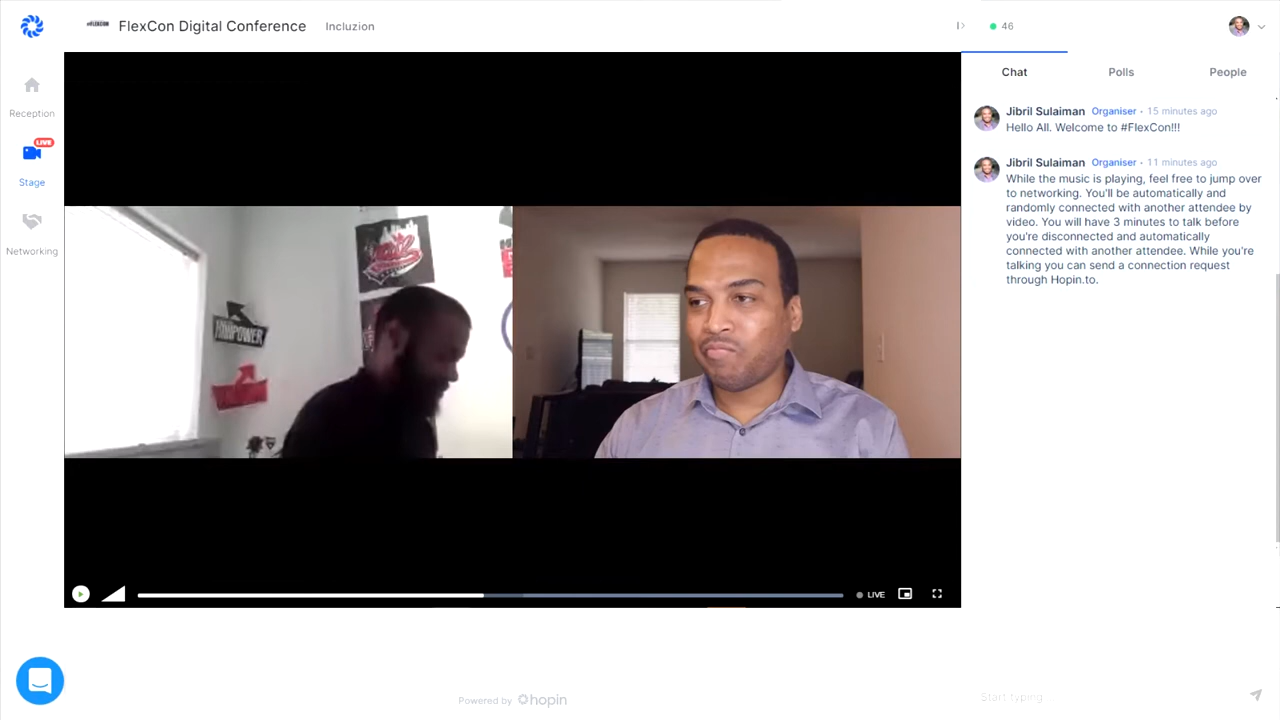 #FLEXCON FlexCon Digital Conference Incluzion
46
Reception
LIVE
Stage
Networking
Chat Polls People
Jibril Sulaiman Organiser • 15 minutes ago
Hello All. Welcome to #FlexCon!!!
Jibril Sulaiman Organiser • 11 minutes ago
While the music is playing, feel free to jump over
to networking. You'll be automatically and
randomly connected with another attendee by
video. You will have 3 minutes to talk before
you're disconnected and automatically
connected with another attendee. While you're
talking you can send a connection request
through Hopin.to.
LIVE
Powered by hopin
Start typing...